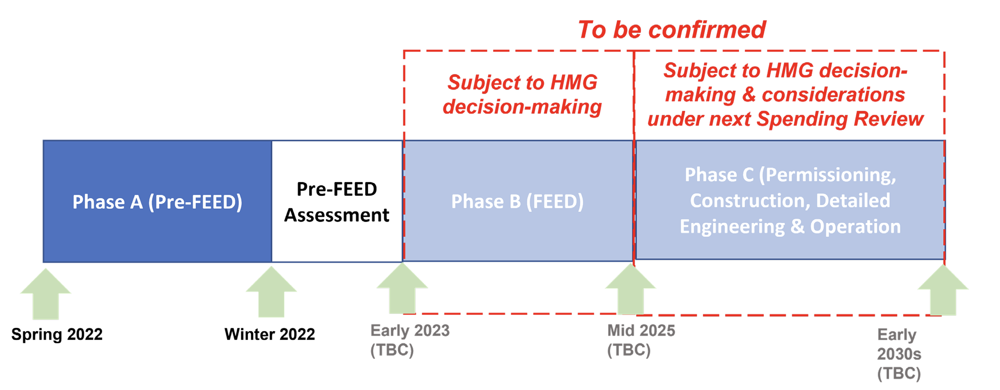 To be confirmed
Subject to HMG
decision-making
Subject to HMG decision-
making & considerations
under next Spending Review
Phase A (Pre-FEED)
Pre-FEED
Assessment
Phase B (FEED)
Phase C (Permissioning,
Construction, Detailed
Engineering & Operation
Spring 2022
Winter 2022
Early 2023
(TBC)
Mid 2025
(TBC)
Early
2030s
(TBC)